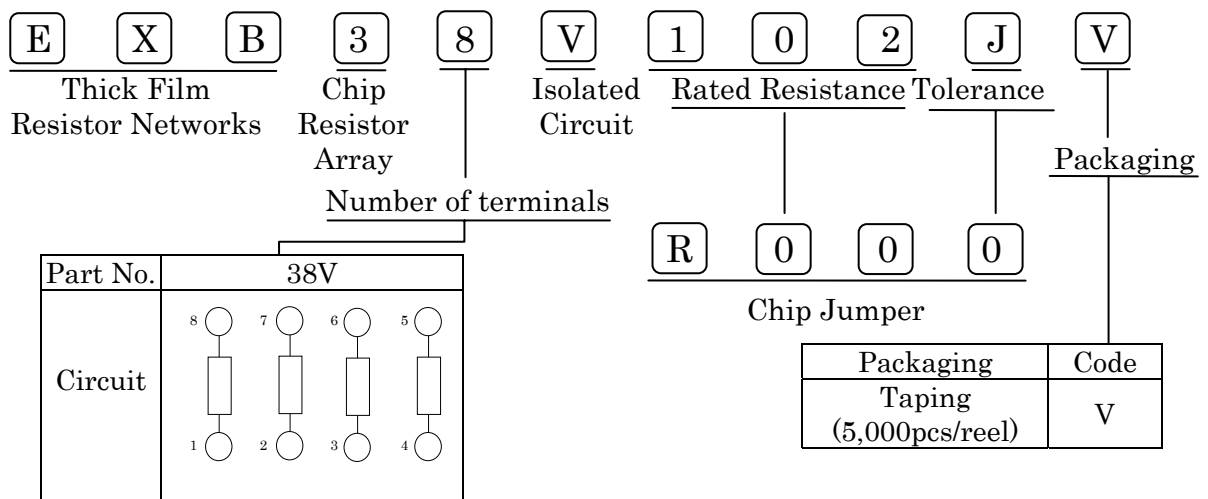 E X B 3 8 V 1 0 2 J V
Thick Film
Resistor Networks
Chip
Resistor
Array
Isolated
Circuit
Rated Resistance
Tolerance
Packaging
Number of terminals
R 0 0 0
Chip Jumper
Part No. 38V
8 7 6 5
Circuit
1 2 3 4
Packaging Code
Taping
(5,000pcs/reel)
V